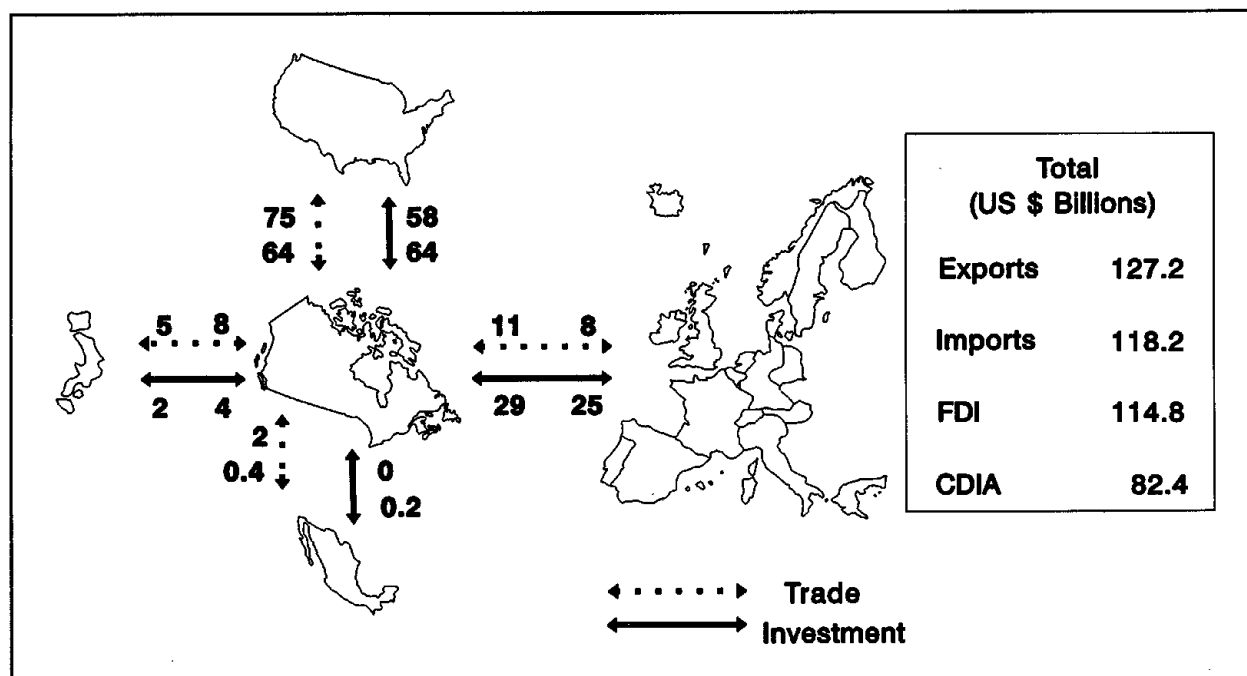 75 58
64 64
5 8
2 4
11 8
29 25
2
0.4
0
0.2
Total
(US $ Billions)
Exports 127.2
Imports 118.2
FDI 114.8
CDIA 82.4
Trade
Investment